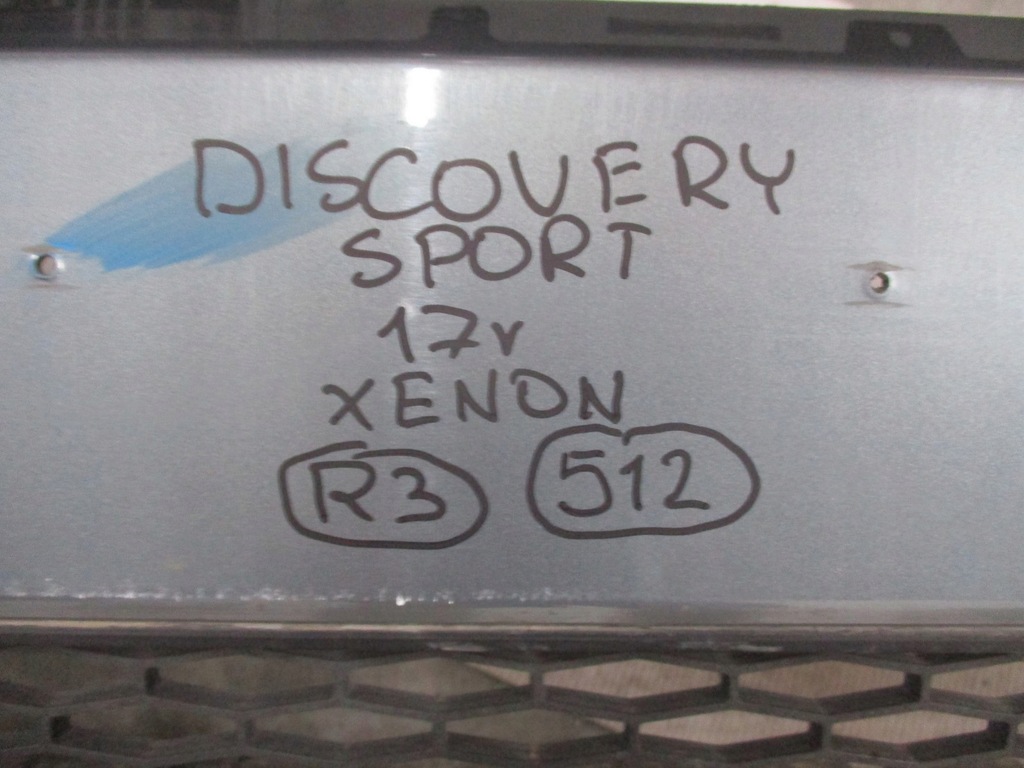 DISCOVERY
SPORT
17r
XENON
R3 512